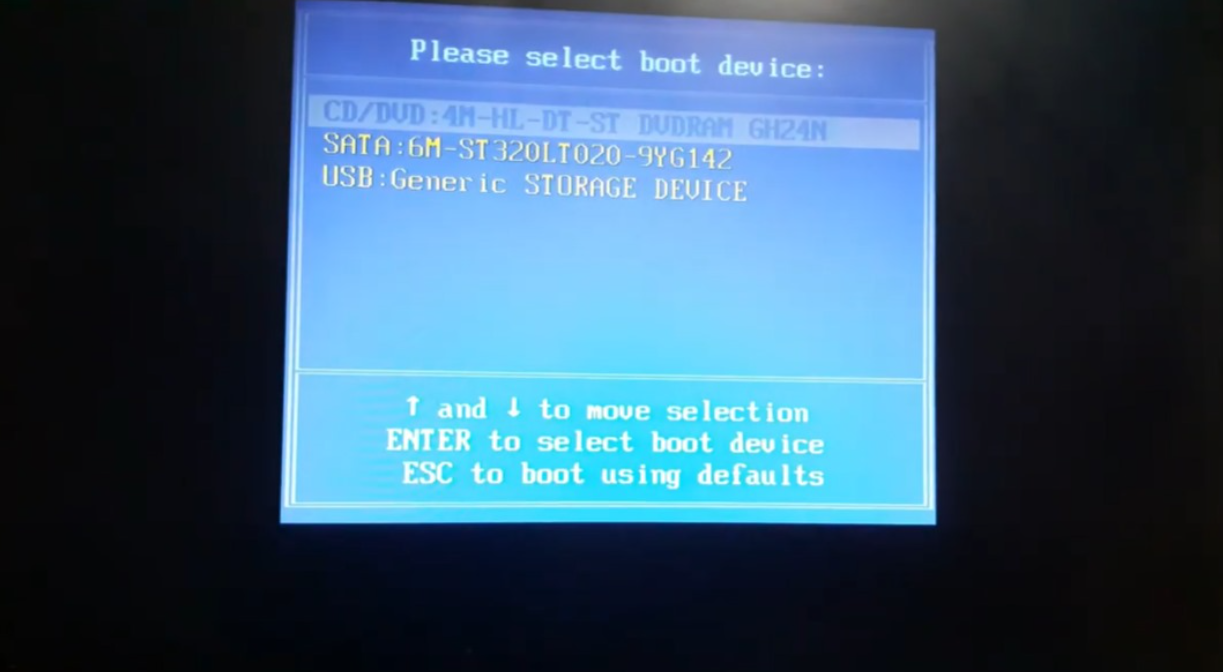 Please select boot device:
CD/DVD:4M-HL-DT-ST DVDRAM GH24N
SATA:6M-ST320LT020-9YG142
USB:Generic STORAGE DEVICE
↑ and ↓ to move selection
ENTER to select boot device
ESC to boot using defaults